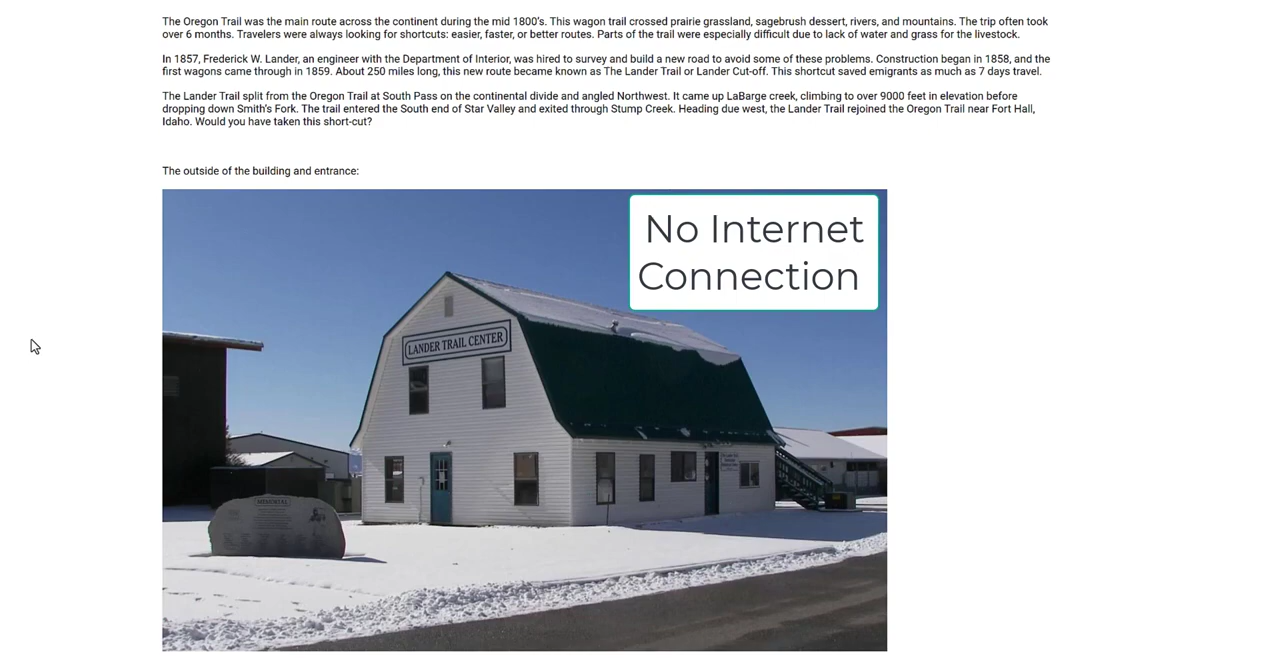 The Oregon Trail was the main route across the continent during the mid 1800's. This wagon trail crossed prairie grassland, sagebrush dessert, rivers, and mountains. The trip often took
over 6 months. Travelers were always looking for shortcuts: easier, faster, or better routes. Parts of the trail were especially difficult due to lack of water and grass for the livestock.
In 1857, Frederick W. Lander, an engineer with the Department of Interior, was hired to survey and build a new road to avoid some of these problems. Construction began in 1858, and the
first wagons came through in 1859. About 250 miles long, this new route became known as The Lander Trail or Lander Cut-off. This shortcut saved emigrants as much as 7 days travel.
The Lander Trail split from the Oregon Trail at South Pass on the continental divide and angled Northwest. It came up LaBarge creek, climbing to over 9000 feet in elevation before
dropping down Smith's Fork. The trail entered the South end of Star Valley and exited through Stump Creek. Heading due west, the Lander Trail rejoined the Oregon Trail near Fort Hall,
Idaho. Would you have taken this short-cut?
The outside of the building and entrance:
No Internet
Connection
LANDER TRAIL CENTER
MEMORIAL